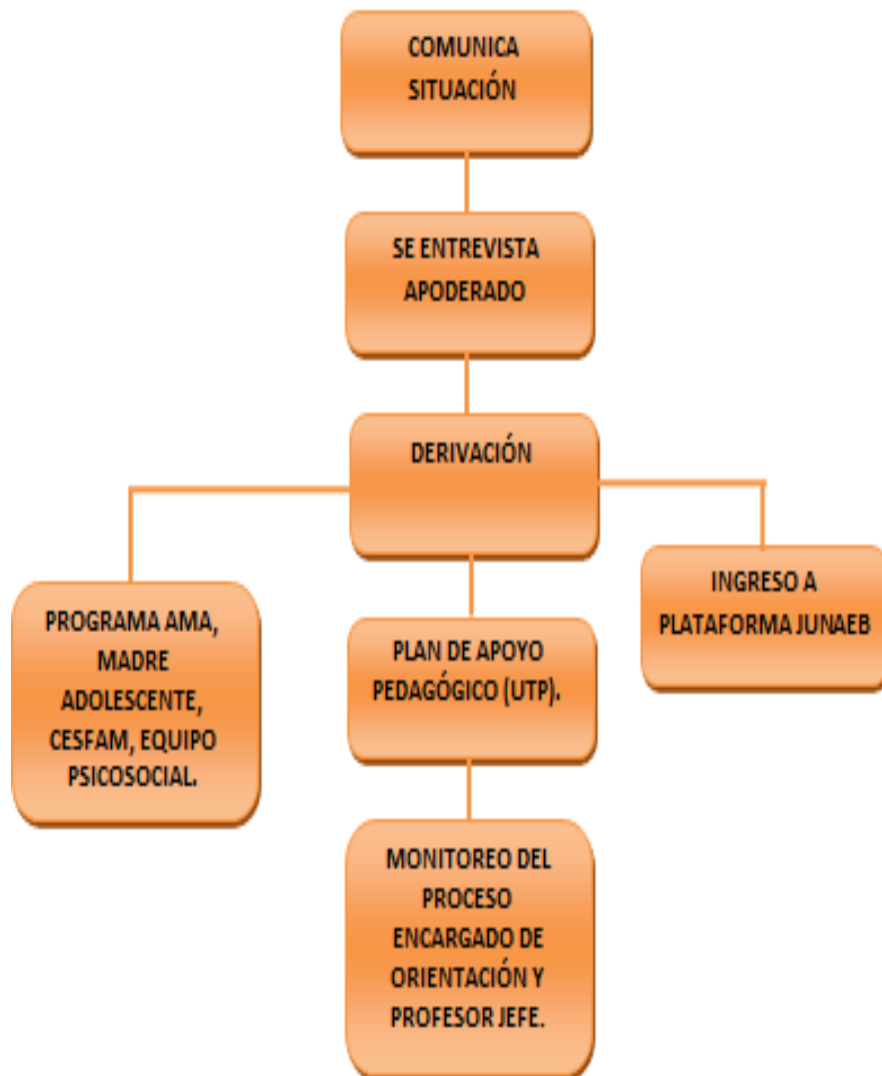 COMUNICA
SITUACIÓN
SE ENTREVISTA
APODERADO
DERIVACIÓN
PROGRAMA AMA,
MADRE
ADOLESCENTE,
CESFAM, EQUIPO
PSICOSOCIAL.
PLAN DE APOYO
PEDAGÓGICO (UTP).
INGRESO A
PLATAFORMA JUNAEB
MONITOREO DEL
PROCESO
ENCARGADO DE
ORIENTACIÓN Y
PROFESOR JEFE.